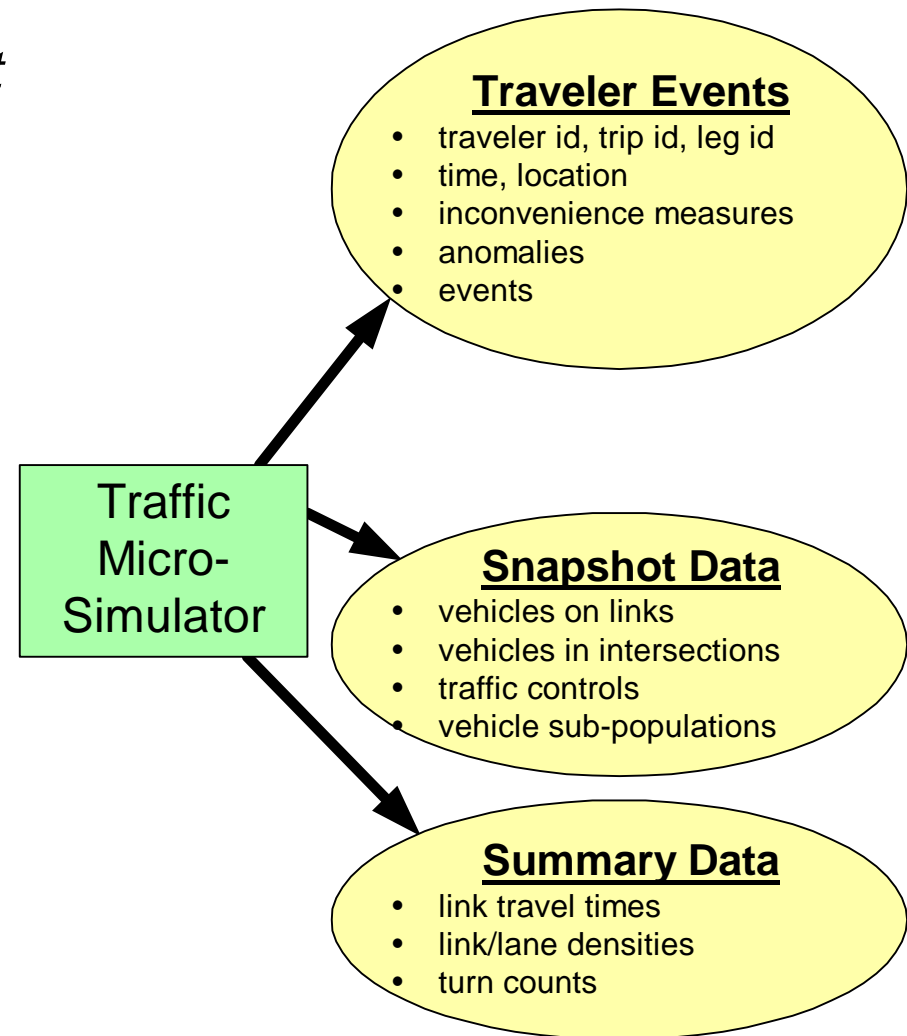 Traveler Events
• traveler id, trip id, leg id
• time, location
• inconvenience measures
• anomalies
• events
Traffic
Micro-
Simulator
Snapshot Data
• vehicles on links
• vehicles in intersections
• traffic controls
• vehicle sub-populations
Summary Data
• link travel times
• link/lane densities
• turn counts